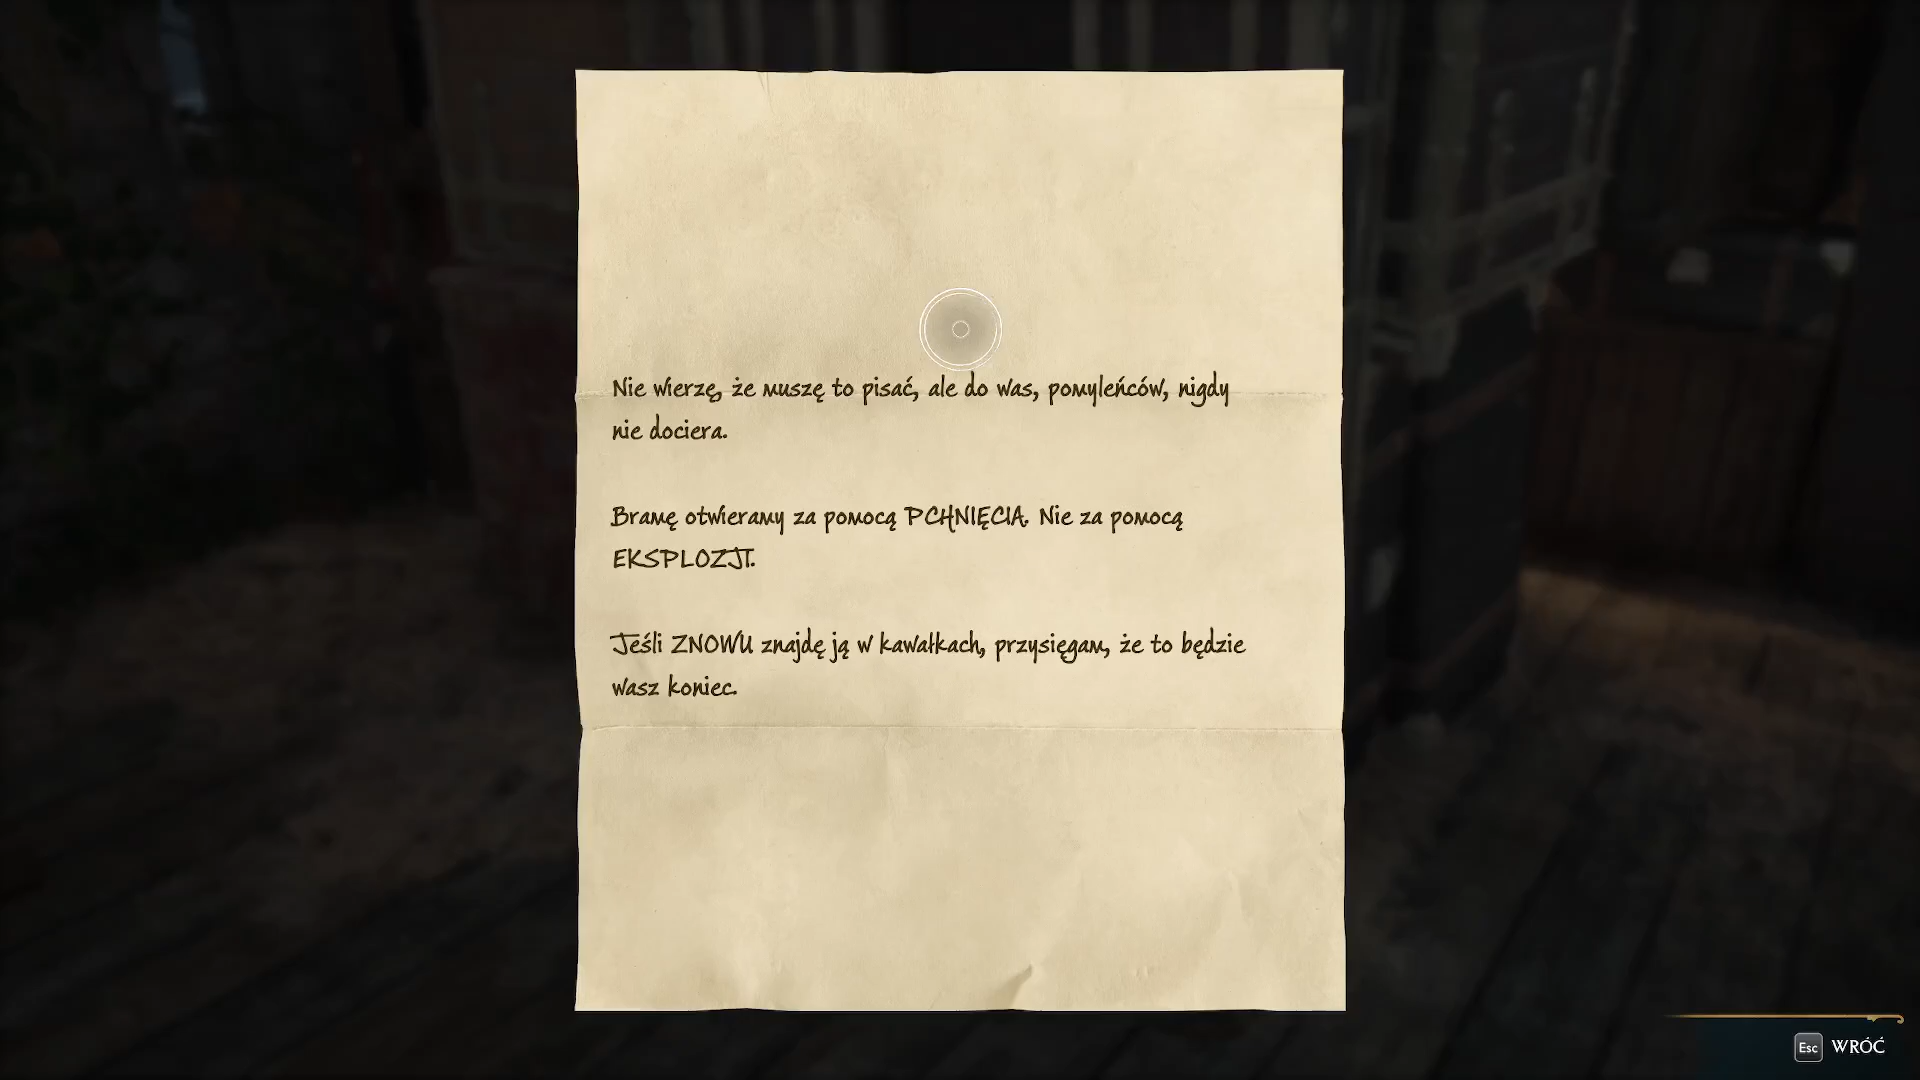 Nie wierzę, że muszę to pisać, ale do was, pomyleńców, nigdy
nie dociera.
Bramę otwieramy za pomocą PCHNIĘCIA. Nie za pomocą
EKSPLOZJI.
Jeśli ZNOWU znajdę ją w kawałkach, przysięgam, że to będzie
wasz koniec.
Esc WRÓĆ